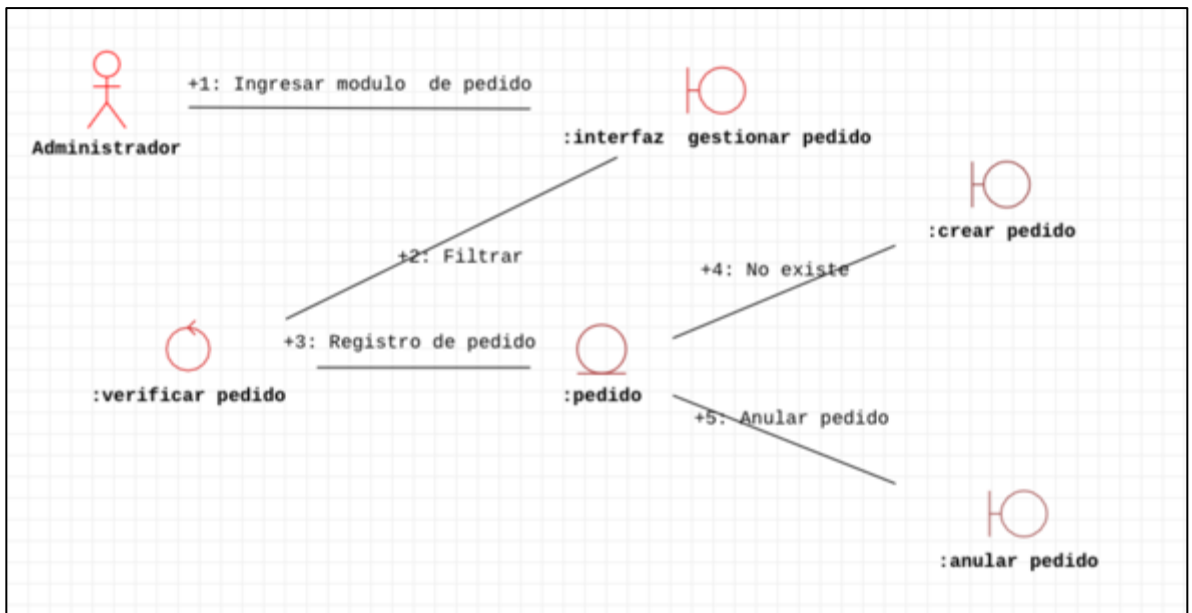 +1: Ingresar modulo de pedido
Administrador
:interfaz gestionar pedido
:crear pedido
+2: Filtrar
+4: No existe
+3: Registro de pedido
:verificar pedido
:pedido
+5: Anular pedido
:anular pedido